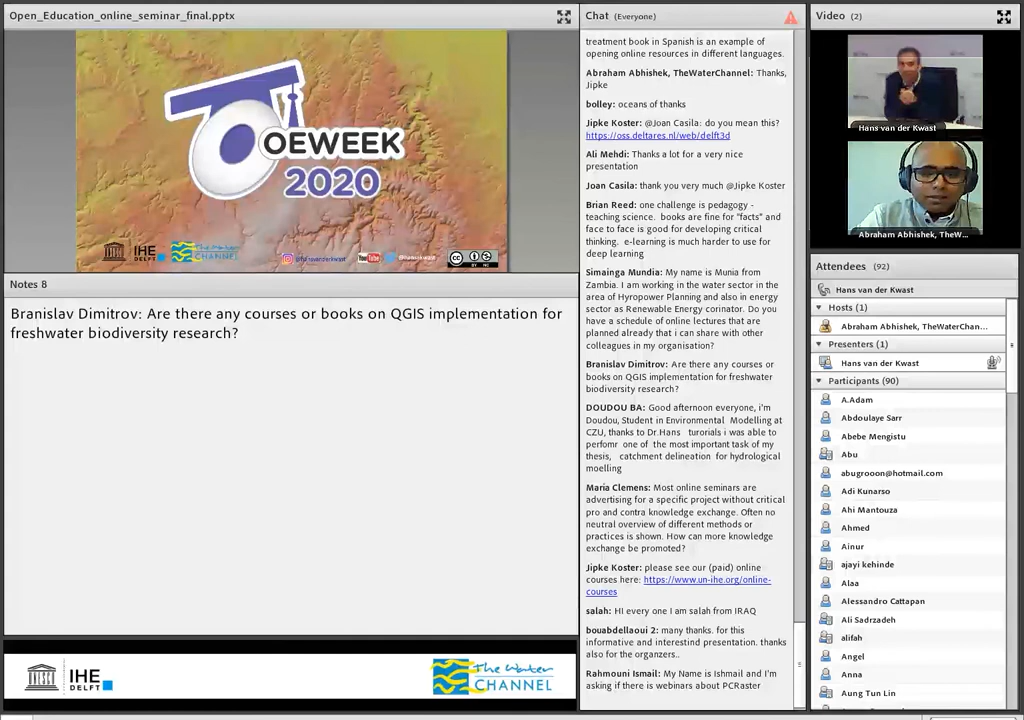 Open_Education_online_seminar_final.pptx
OEWEEK
2020
IHE
DELFT
The Water
CHANNEL
You Tube
cc
BY NC
Notes 8
Branislav Dimitrov: Are there any courses or books on QGIS implementation for
freshwater biodiversity research?
UNESCO
IHE
DELFT
The Water
CHANNEL
Chat (Everyone)
treatment book in Spanish is an example of
opening online resources in different languages.
Abraham Abhishek, TheWaterChannel: Thanks,
Jipke
bolley: oceans of thanks
Jipke Koster: @Joan Casila: do you mean this?
https://oss.deltares.nl/web/delft3d
Ali Mehdi: Thanks a lot for a very nice
presentation
Joan Casila: thank you very much @Jipke Koster
Brian Reed: one challenge is pedagogy -
teaching science. books are fine for "facts" and
face to face is good for developing critical
thinking. e-learning is much harder to use for
deep learning
Simainga Mundia: My name is Munia from
Zambia. I am working in the water sector in the
area of Hyropower Planning and also in energy
sector as Renewable Energy corinator. Do you
have a schedule of online lectures that are
planned already that i can share with other
colleagues in my organisation?
Branislav Dimitrov: Are there any courses or
books on QGIS implementation for freshwater
biodiversity research?
DOUDOU BA: Good afternoon everyone, i'm
Doudou, Student in Environmental Modelling at
CZU, thanks to Dr.Hans turorials i was able to
perfomr one of the most important task of my
thesis, catchment delineation for hydrological
moelling
Maria Clemens: Most online seminars are
advertising for a specific project without critical
pro and contra knowledge exchange. Often no
neutral overview of different methods or
practices is shown. How can more knowledge
exchange be promoted?
Jipke Koster: please see our (paid) online
courses here: https://www.un-ihe.org/online-
courses
salah: HI every one I am salah from IRAQ
bouabdellaoui 2: many thanks. for this
informative and interestind presentation. thanks
also for the organzers..
Rahmouni Ismail: My Name is Ishmail and I'm
asking if there is webinars about PCRaster
Video (2)
Hans van der Kwast
Abraham Abhishek, TheW...
Attendees (92)
Hans van der Kwast
Hosts (1)
Abraham Abhishek, TheWaterChan...
Presenters (1)
Hans van der Kwast
Participants (90)
A.Adam
Abdoulaye Sarr
Abebe Mengistu
Abu
abugrooon@hotmail.com
Adi Kunarso
Ahi Mantouza
Ahmed
Ainur
ajayi kehinde
Alaa
Alessandro Cattapan
Ali Sadrzadeh
alifah
Angel
Anna
Aung Tun Lin